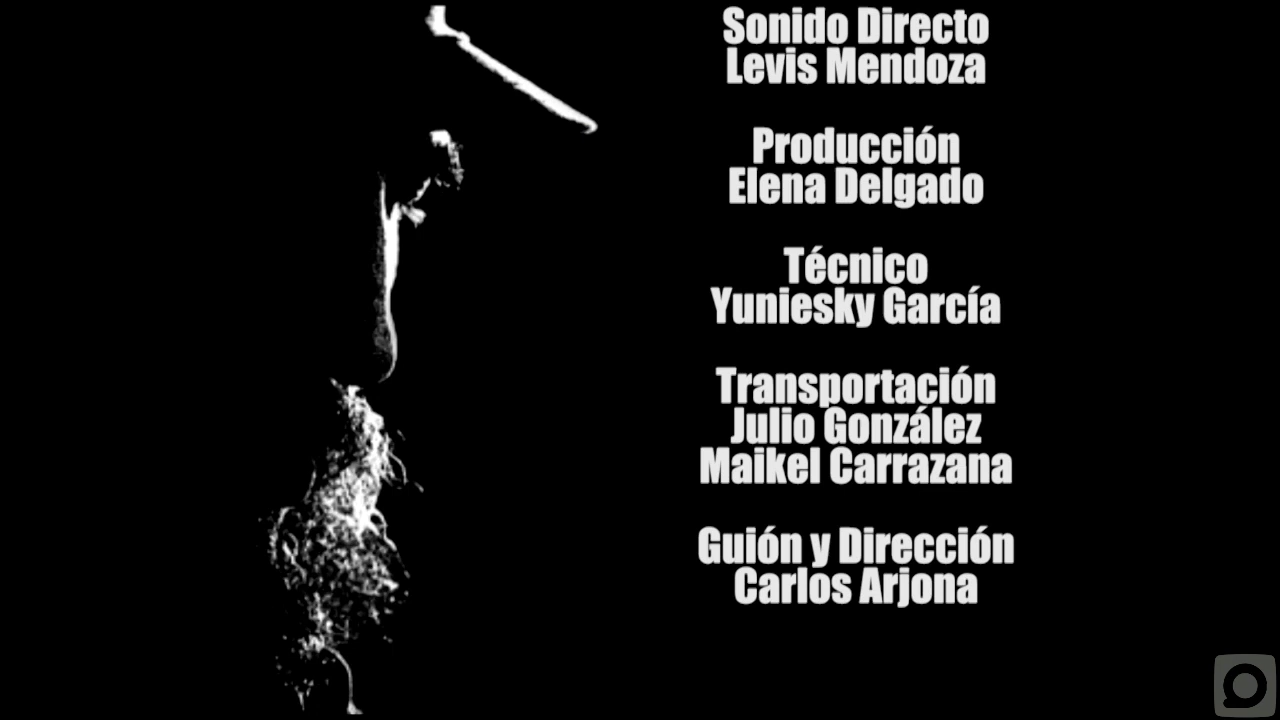 Sonido Directo
Levis Mendoza
Producción
Elena Delgado
Técnico
Yuniesky García
Transportación
Julio González
Maikel Carrazana
Guión y Dirección
Carlos Arjona